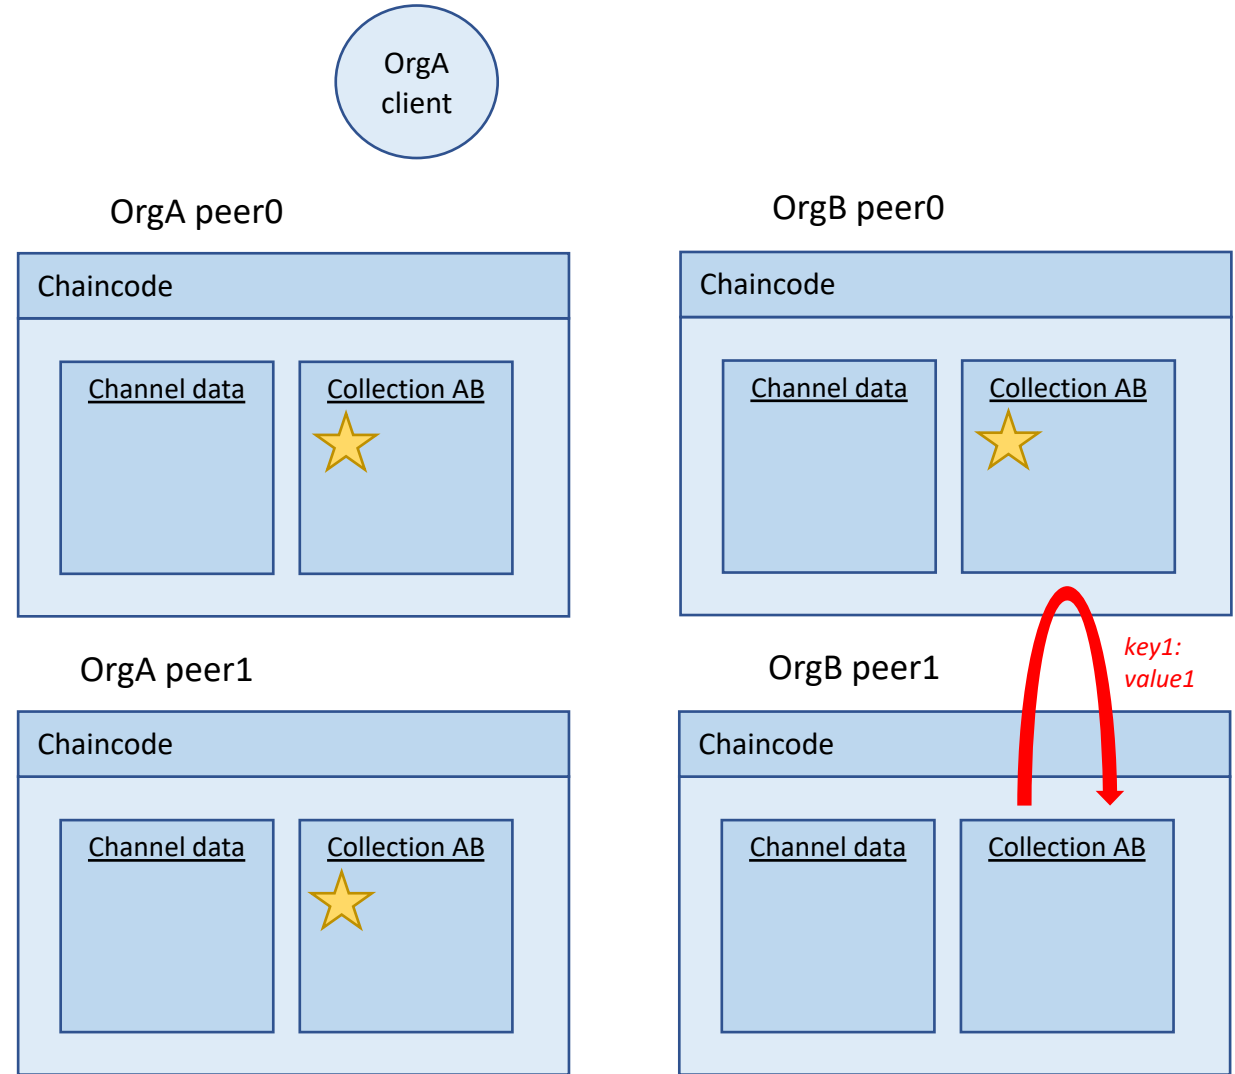 OrgA
client
OrgA peer0
OrgB peer0
Chaincode
Chaincode
Channel data
Collection AB
Channel data
Collection AB
key1:
value1
OrgA peer1
OrgB peer1
Chaincode
Chaincode
Channel data
Collection AB
Channel data
Collection AB